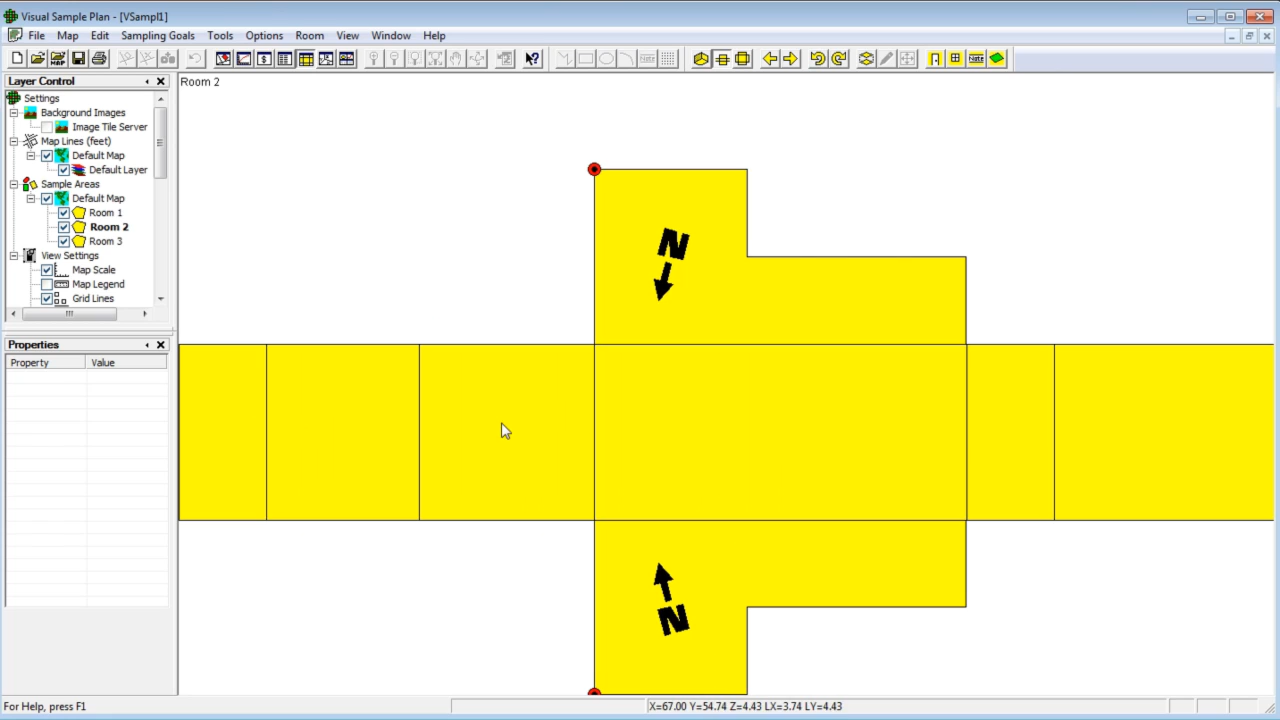 Visual Sample Plan - [VSampl1]
File Map Edit Sampling Goals Tools Options Room View Window Help
Layer Control
Room 2
Settings
Background Images
Image Tile Server
Map Lines (feet)
Default Map
Default Layer
Sample Areas
Default Map
Room 1
Room 2
Room 3
View Settings
Map Scale
Map Legend
Grid Lines
Properties
Property Value
N
N
For Help, press F1
X=67.00 Y=54.74 Z=4.43 LX=3.74 LY=4.43